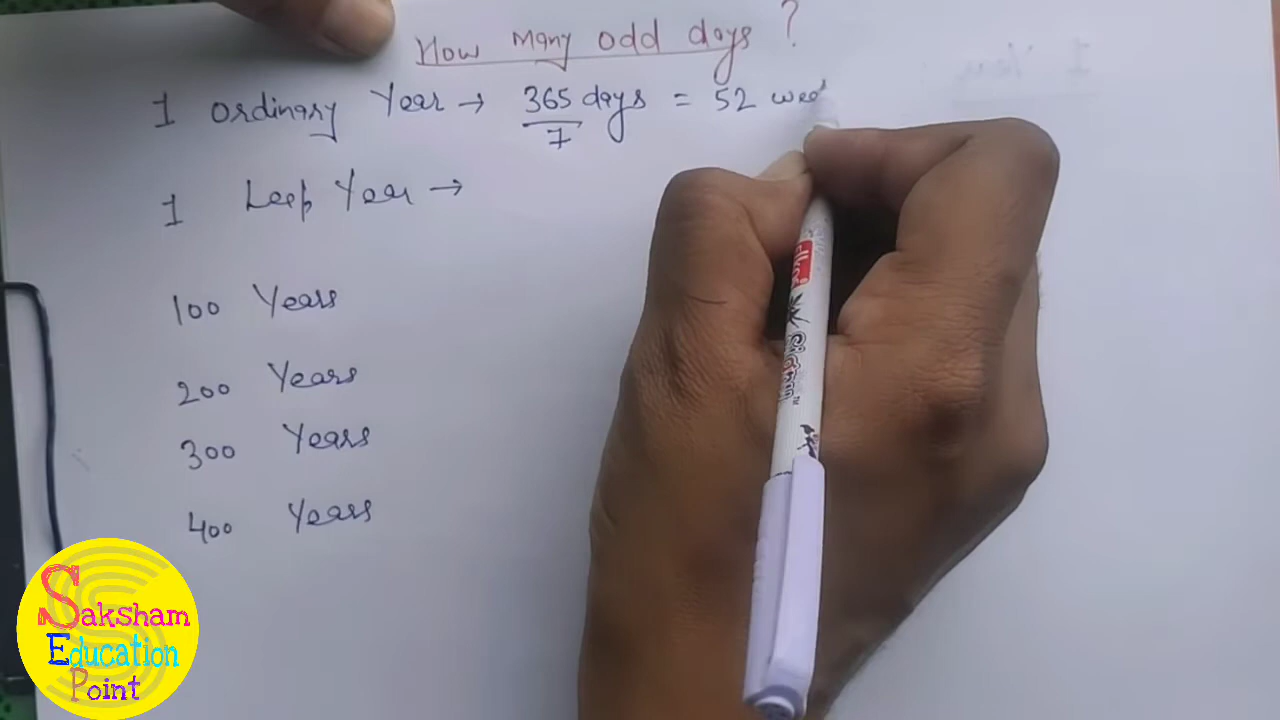 How Many odd days ?
1 ordinary Year → 365/7 days = 52
1 Leep Year →
100 Years
200 Years
300 Years
400 Years
Saksham
Education
Point